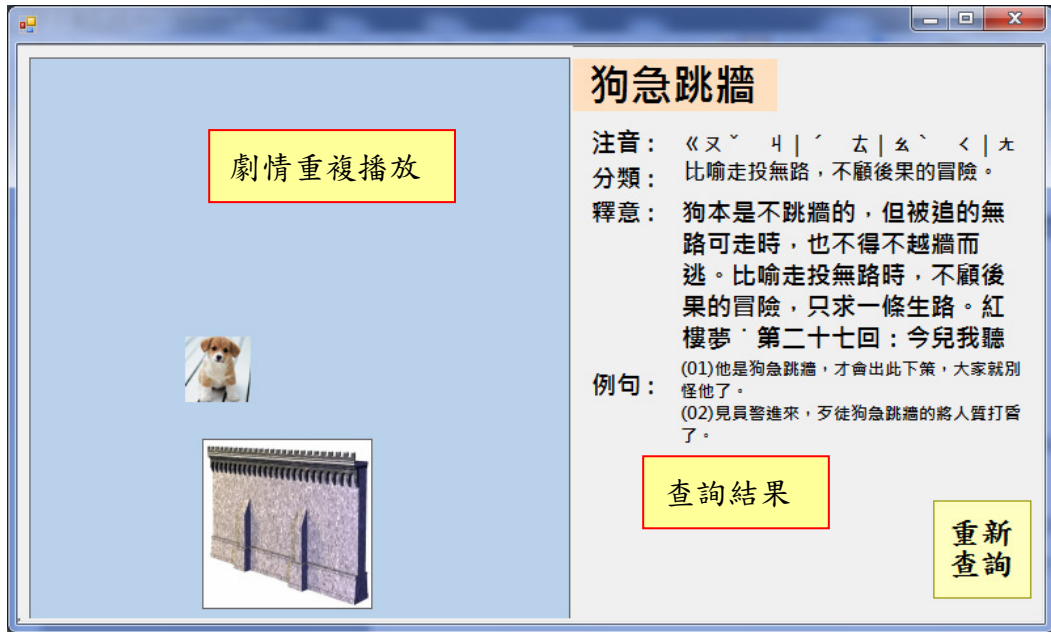 劇情重複播放
狗急跳牆
注音： ㄍㄡˇ ㄐㄧˊ ㄊㄧㄠˋ ㄑㄧㄤ
分類： 比喻走投無路，不顧後果的冒險。
釋意： 狗本是不跳牆的，但被追的無
路可走時，也不得不越牆而
逃。比喻走投無路時，不顧後
果的冒險，只求一條生路。紅
樓夢˙第二十七回：今兒我聽
例句： (01)他是狗急跳牆，才會出此下策，大家就別
怪他了。
(02)見員警進來，歹徒狗急跳牆的將人質打昏
了。
查詢結果
重新
查詢